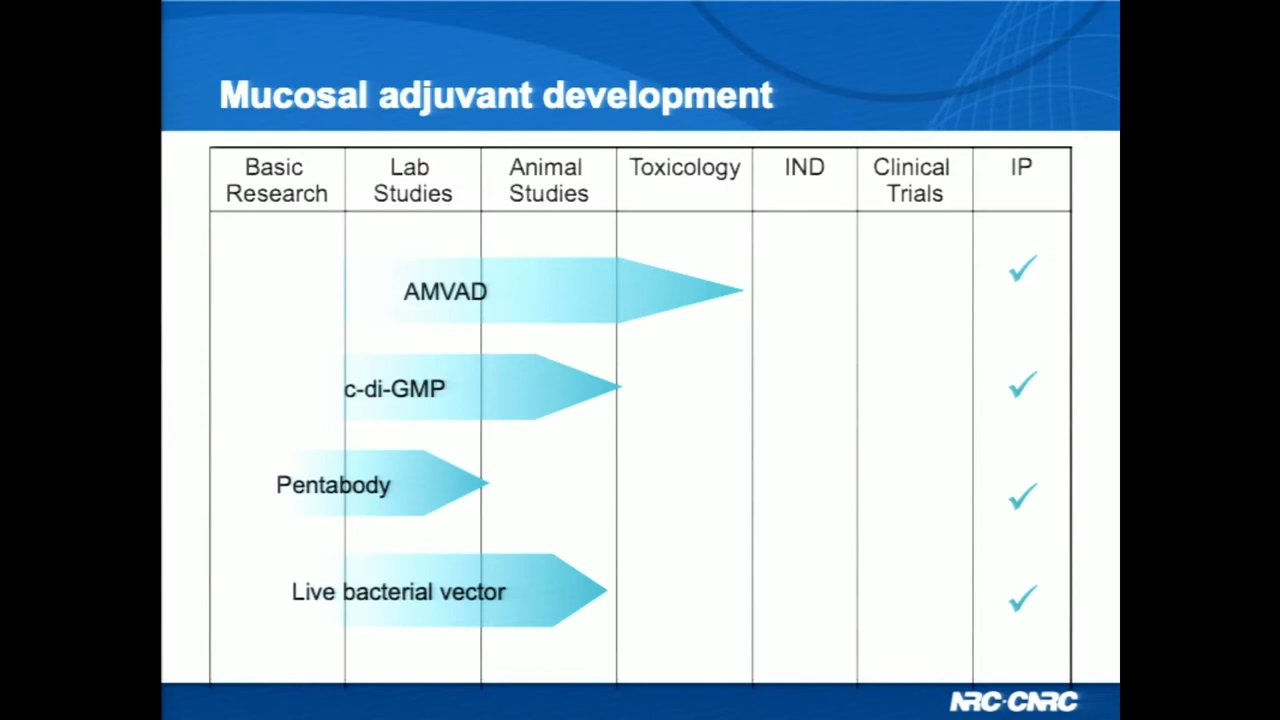 Mucosal adjuvant development
Basic
Research
Lab
Studies
Animal
Studies
Toxicology
IND
Clinical
Trials
IP
AMVAD
c-di-GMP
Pentabody
Live bacterial vector
NRC·CNRC